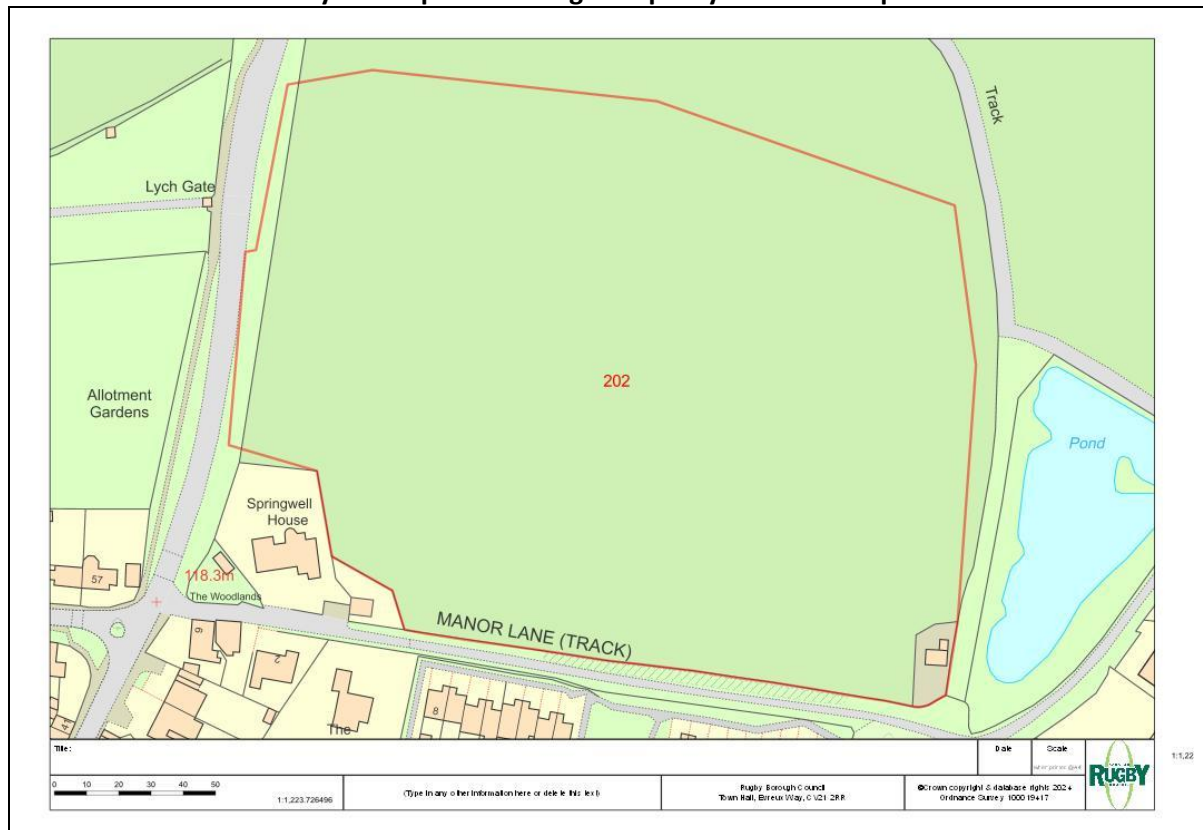 Track
Lych Gate
202
Allotment
Gardens
Pond
Springwell
House
118.3m
57
The Woodlands
MANOR LANE (TRACK)
9
2
8
41
The
Title:
Date
Scale
0 10 20 30 40 50
1:1,223.726496
(Type in any other information here or delete this text)
Rugby Borough Council
Town Hall, Evreux Way, CV21 2RR
©Crown copyright & database rights 2024
Ordnance Survey 100019417
RUGBY
1:1,22